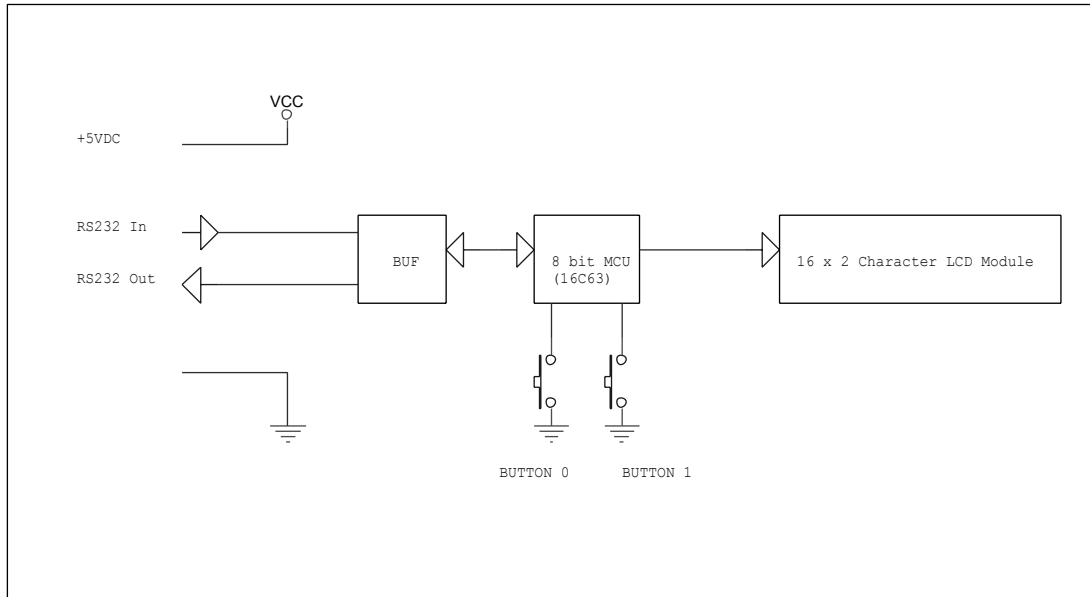 VCC
+5VDC
RS232 In
RS232 Out
BUF
8 bit MCU
(16C63)
16 x 2 Character LCD Module
BUTTON 0
BUTTON 1